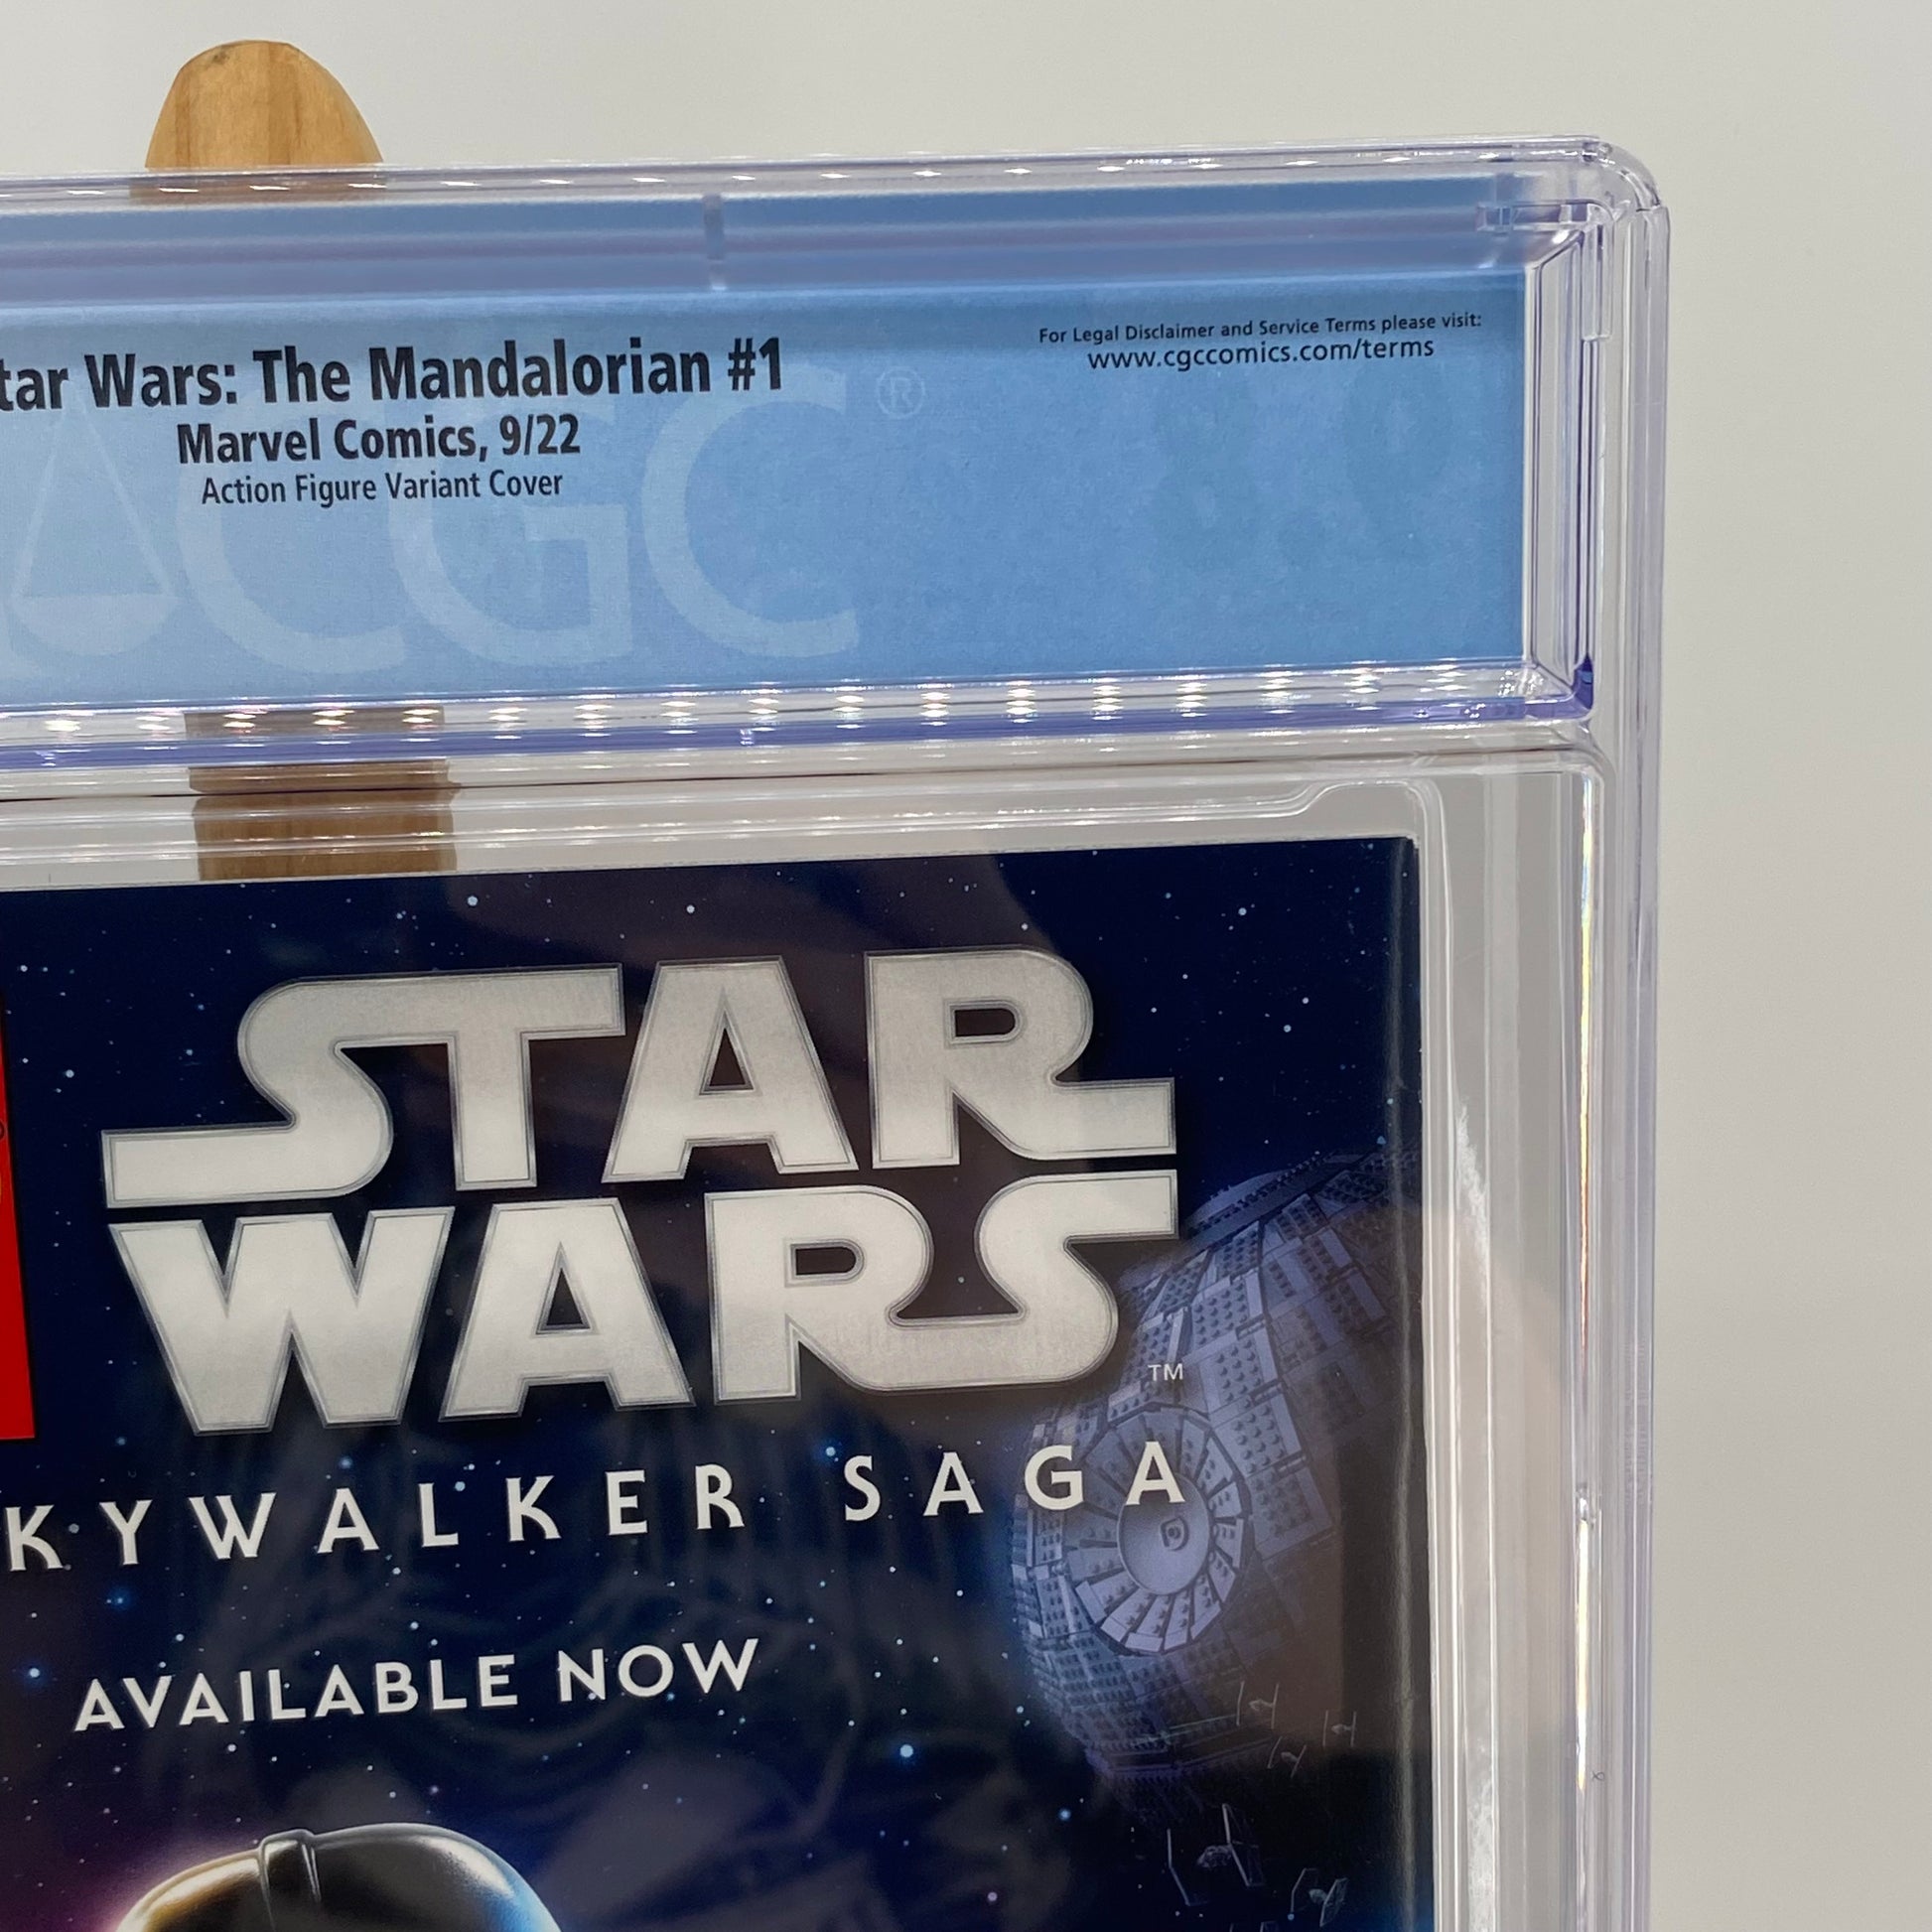 tar Wars: The Mandalorian #1
Marvel Comics, 9/22
Action Figure Variant Cover
For Legal Disclaimer and Service Terms please visit:
www.cgccomics.com/terms
CGC®
STAR
WARS
TM
KYWALKER SAGA
AVAILABLE NOW